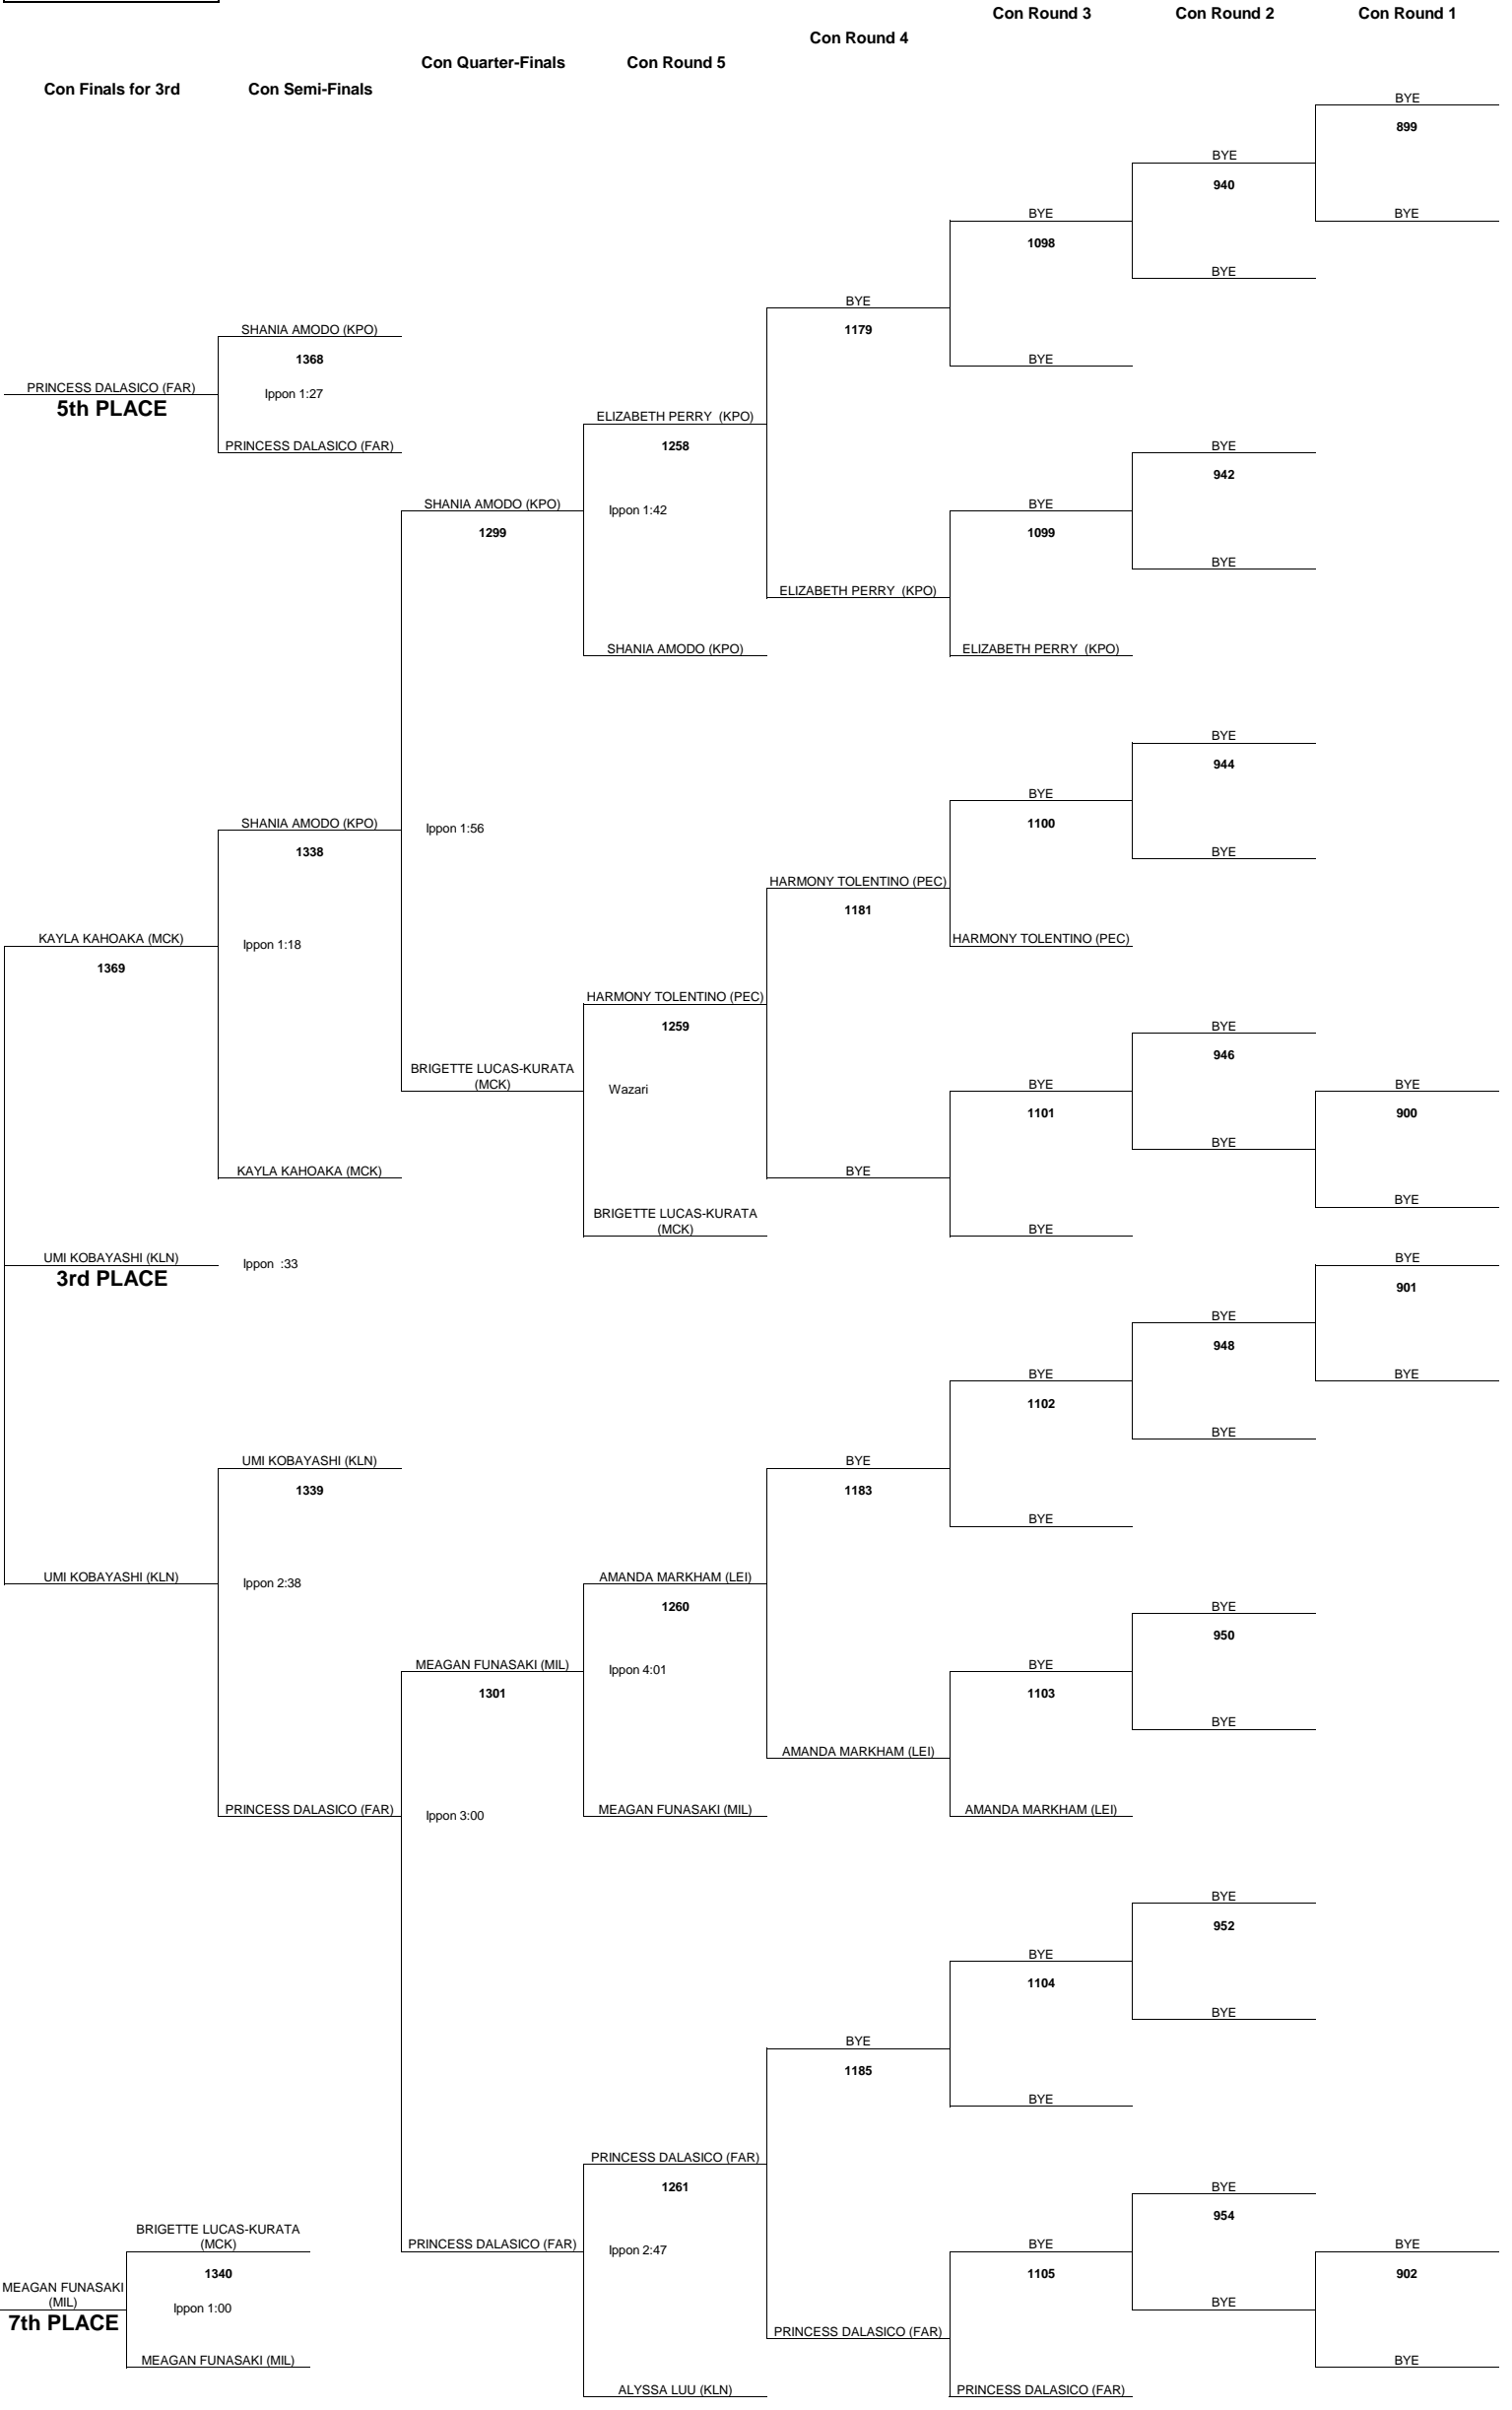 Con Round 3 Con Round 2 Con Round 1
Con Round 4
Con Quarter-Finals Con Round 5
Con Finals for 3rd Con Semi-Finals
BYE
899
BYE
940
BYE BYE
1098
BYE
BYE
SHANIA AMODO (KPO) 1179
1368 BYE
PRINCESS DALASICO (FAR) Ippon 1:27
5th PLACE
ELIZABETH PERRY (KPO)
PRINCESS DALASICO (FAR) 1258 BYE
942
SHANIA AMODO (KPO) Ippon 1:42 BYE
1299 1099
BYE
ELIZABETH PERRY (KPO)
SHANIA AMODO (KPO) ELIZABETH PERRY (KPO)
BYE
944
BYE
SHANIA AMODO (KPO) Ippon 1:56 1100
1338 BYE
HARMONY TOLENTINO (PEC)
1181
KAYLA KAHOAKA (MCK) Ippon 1:18 HARMONY TOLENTINO (PEC)
1369
HARMONY TOLENTINO (PEC)
1259 BYE
946
BRIGETTE LUCAS-KURATA
(MCK) Wazari BYE BYE
1101 900
BYE
KAYLA KAHOAKA (MCK) BYE
BYE
BRIGETTE LUCAS-KURATA
(MCK) BYE
UMI KOBAYASHI (KLN) Ippon :33 BYE
3rd PLACE 901
BYE
948
BYE BYE
1102
BYE
UMI KOBAYASHI (KLN) BYE
1339 1183
BYE
UMI KOBAYASHI (KLN) Ippon 2:38 AMANDA MARKHAM (LEI)
1260 BYE
950
MEAGAN FUNASAKI (MIL) Ippon 4:01 BYE
1301 1103
BYE
AMANDA MARKHAM (LEI)
PRINCESS DALASICO (FAR) Ippon 3:00 MEAGAN FUNASAKI (MIL) AMANDA MARKHAM (LEI)
BYE
952
BYE
1104
BYE
BYE
1185
BYE
PRINCESS DALASICO (FAR)
1261 BYE
954
BRIGETTE LUCAS-KURATA
(MCK) PRINCESS DALASICO (FAR) Ippon 2:47 BYE BYE
1340 1105 902
MEAGAN FUNASAKI
(MIL) Ippon 1:00 BYE
7th PLACE
PRINCESS DALASICO (FAR)
MEAGAN FUNASAKI (MIL) BYE
ALYSSA LUU (KLN) PRINCESS DALASICO (FAR)